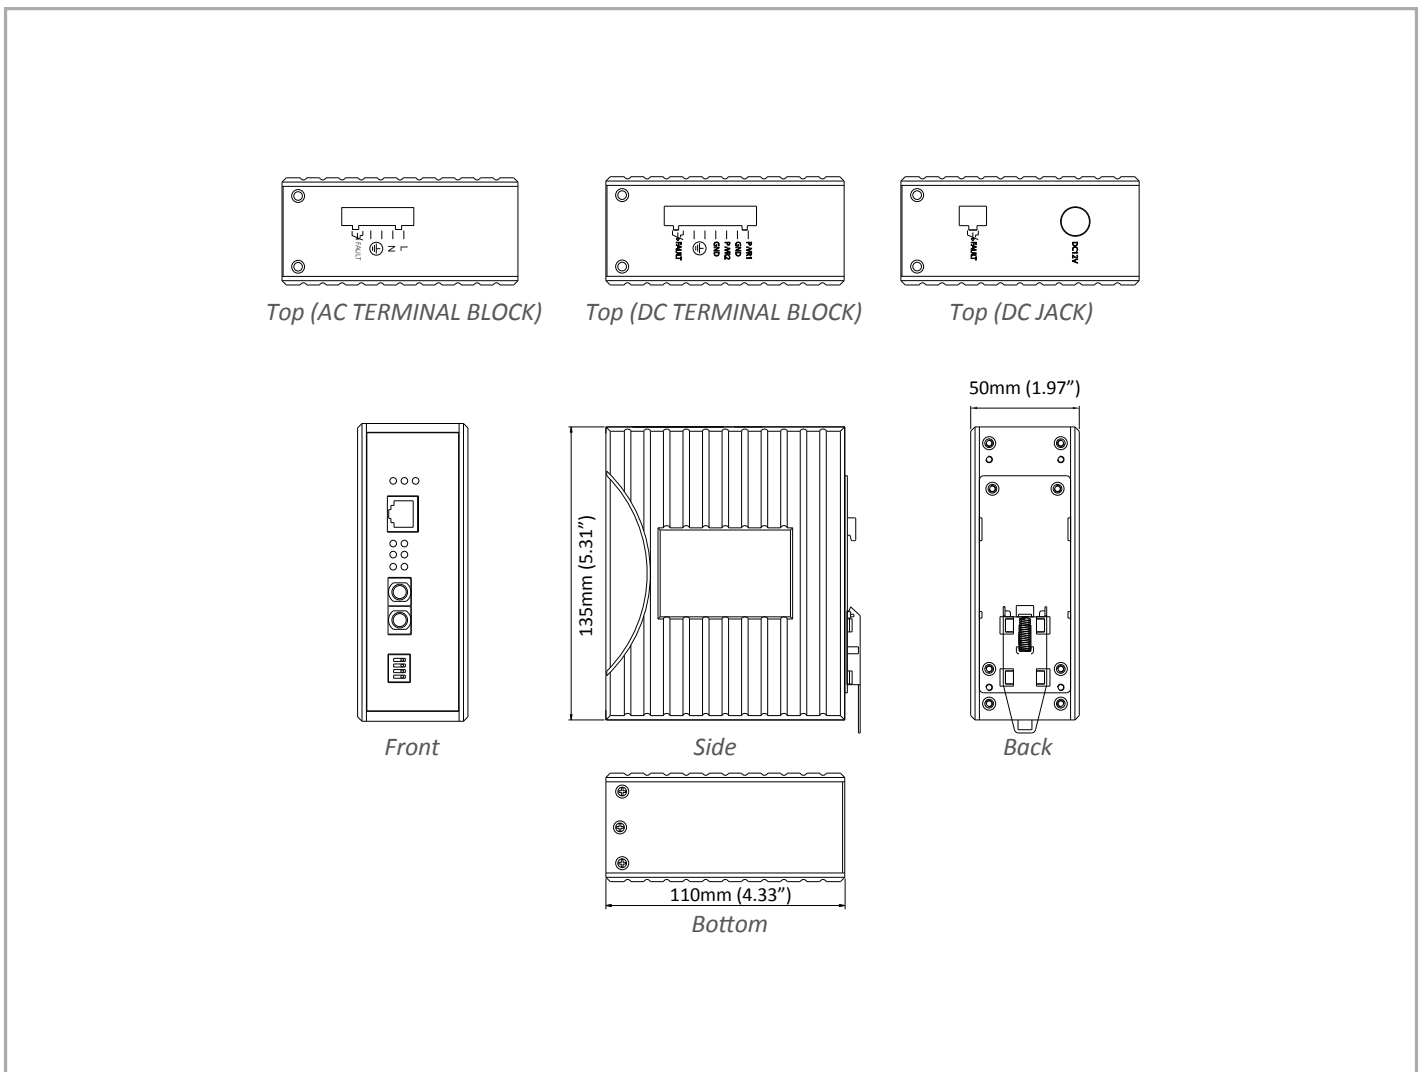 FAULT
N
L
Top (AC TERMINAL BLOCK)
FAULT
GND
PWR2
GND
PWR1
Top (DC TERMINAL BLOCK)
FAULT
DC12V
Top (DC JACK)
50mm (1.97”)
135mm (5.31”)
Front
Side
Back
110mm (4.33”)
Bottom